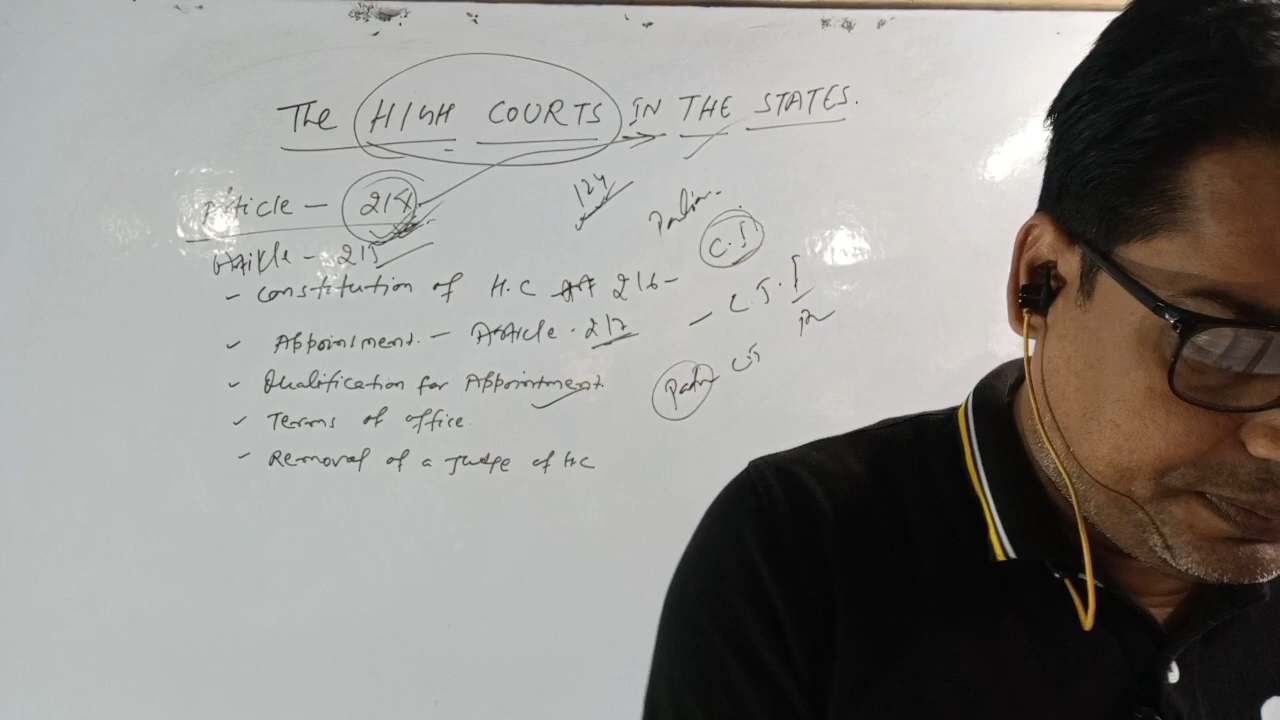 The HIGH COURTS IN THE STATES.
Article - 214
Article - 215
- Constitution of H.C Art 216 -
- Appointment. - Article. 217
- Qualification for Appointment.
- Terms of office.
- Removal of a Judge of H.C
124
C.J.
- C.J.I
CJ